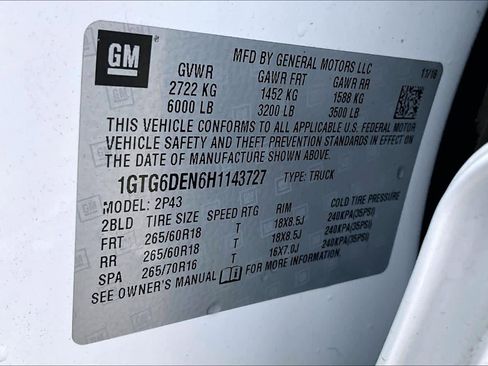 GM
MFD BY GENERAL MOTORS LLC
11/16
GVWR GAWR FRT GAWR RR
2722 KG 1452 KG 1588 KG
6000 LB 3200 LB 3500 LB
THIS VEHICLE CONFORMS TO ALL APPLICABLE U.S. FEDERAL MOTOR
VEHICLE SAFETY AND THEFT PREVENTION STANDARDS IN EFFECT ON
THE DATE OF MANUFACTURE SHOWN ABOVE.
1GTG6DEN6H1143727 TYPE: TRUCK
MODEL: 2P43
2BLD TIRE SIZE SPEED RTG RIM COLD TIRE PRESSURE
FRT 265/60R18 T 18X8.5J 240KPA(35PSI)
RR 265/60R18 T 18X8.5J 240KPA(35PSI)
SPA 265/70R16 T 16X7.0J 240KPA(35PSI)
SEE OWNER'S MANUAL FOR MORE INFORMATION.